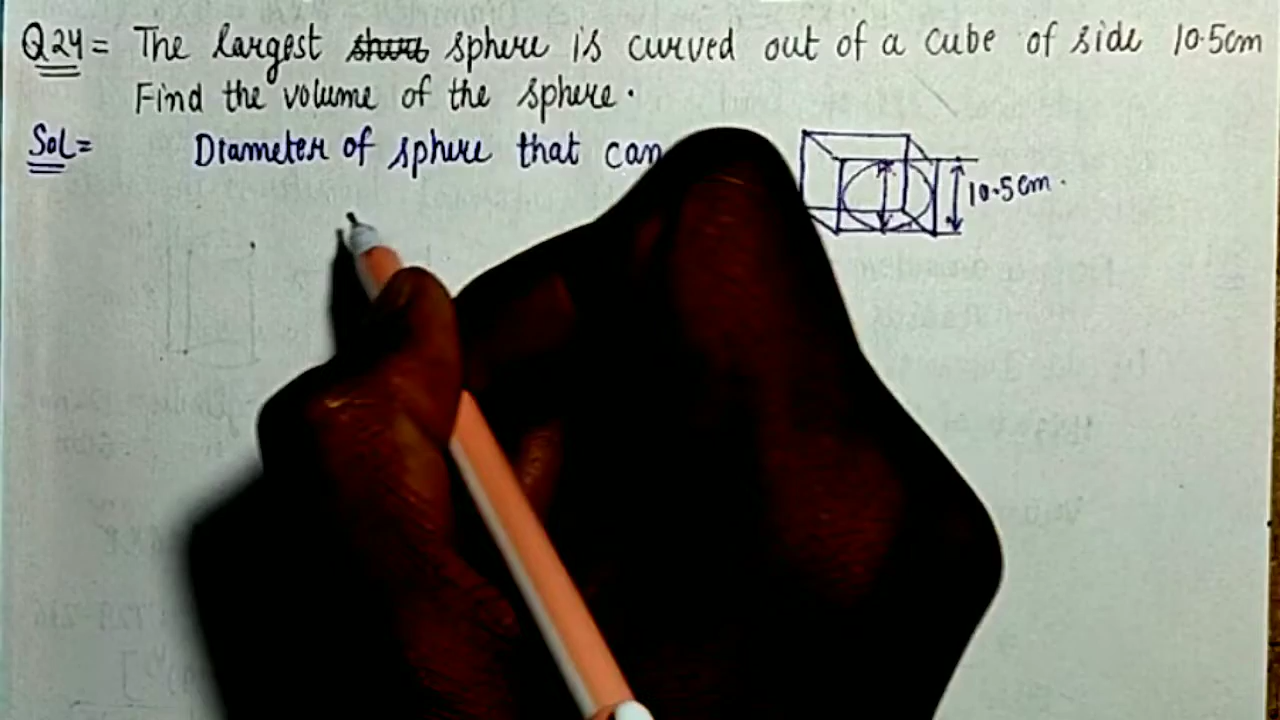 Q24= The largest sphere is curved out of a cube of side 10.5cm
Find the volume of the sphere.
Sol= Diameter of sphere that can
10.5cm.